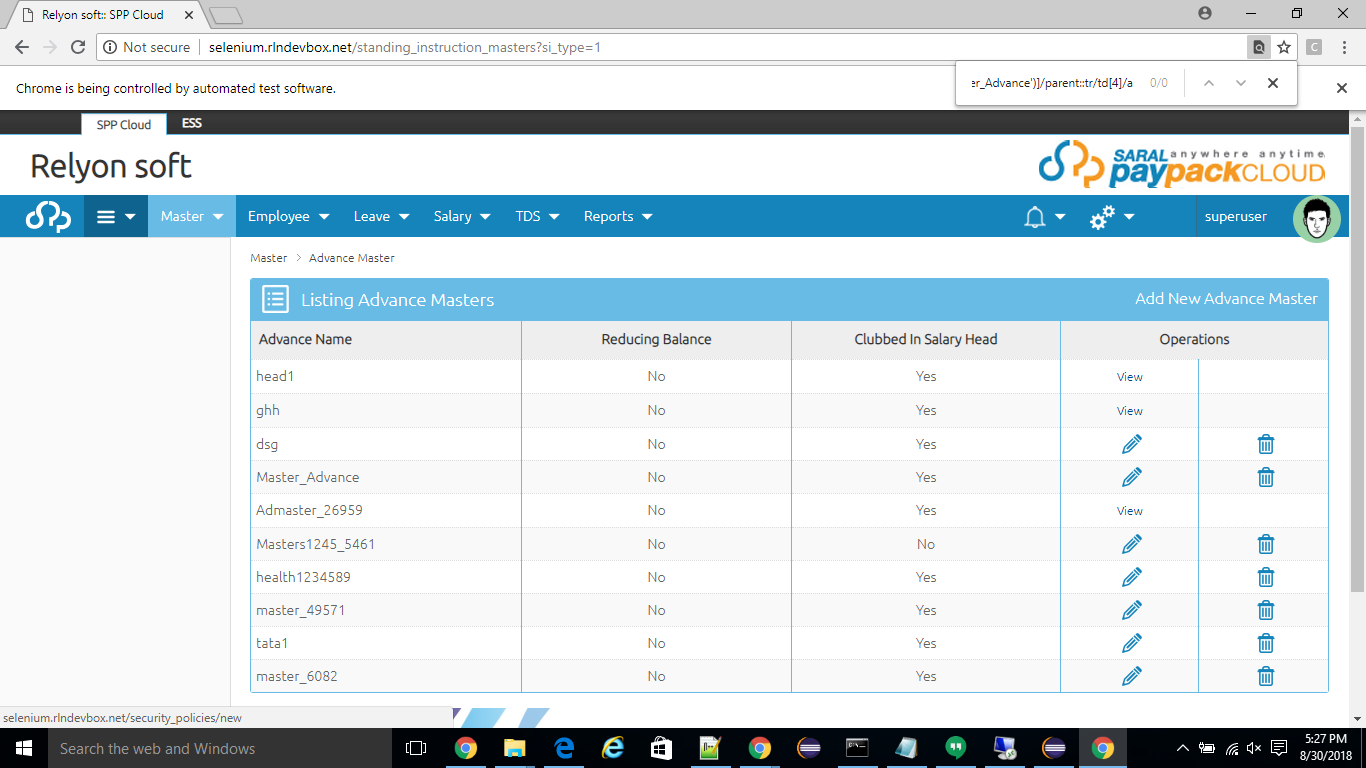 Relyon soft:: SPP Cloud
Not secure selenium.rlndevbox.net/standing_instruction_masters?si_type=1
C
er_Advance')]/parent::tr/td[4]/a 0/0
Chrome is being controlled by automated test software.
SPP Cloud ESS
Relyon soft
SARAL anywhere anytime
paypackCLOUD
Master Employee Leave Salary TDS Reports superuser
Master > Advance Master
Listing Advance Masters Add New Advance Master
Advance Name Reducing Balance Clubbed In Salary Head Operations
head1 No Yes View
ghh No Yes View
dsg No Yes
Master_Advance No Yes
Admaster_26959 No Yes View
Masters1245_5461 No No
health1234589 No Yes
master_49571 No Yes
tata1 No Yes
master_6082 No Yes
selenium.rlndevbox.net/security_policies/new
Search the web and Windows
5:27 PM
8/30/2018